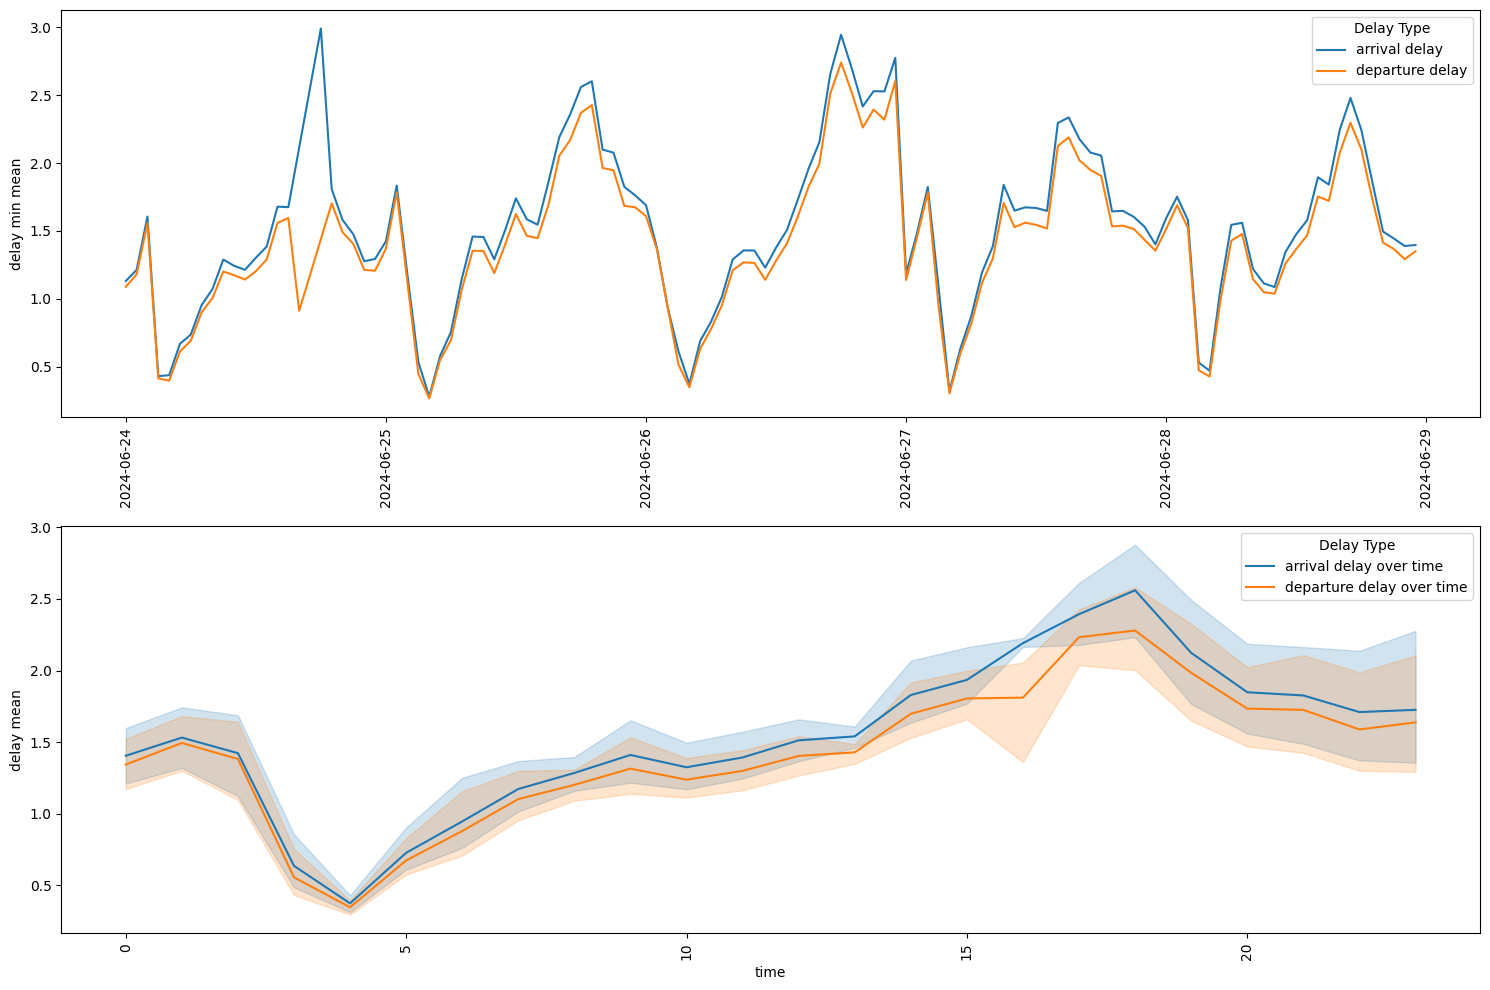 delay min mean
3.0
2.5
2.0
1.5
1.0
0.5
Delay Type
arrival delay
departure delay
2024-06-24
2024-06-25
2024-06-26
2024-06-27
2024-06-28
2024-06-29
delay mean
3.0
2.5
2.0
1.5
1.0
0.5
Delay Type
arrival delay over time
departure delay over time
0
5
10
15
20
time